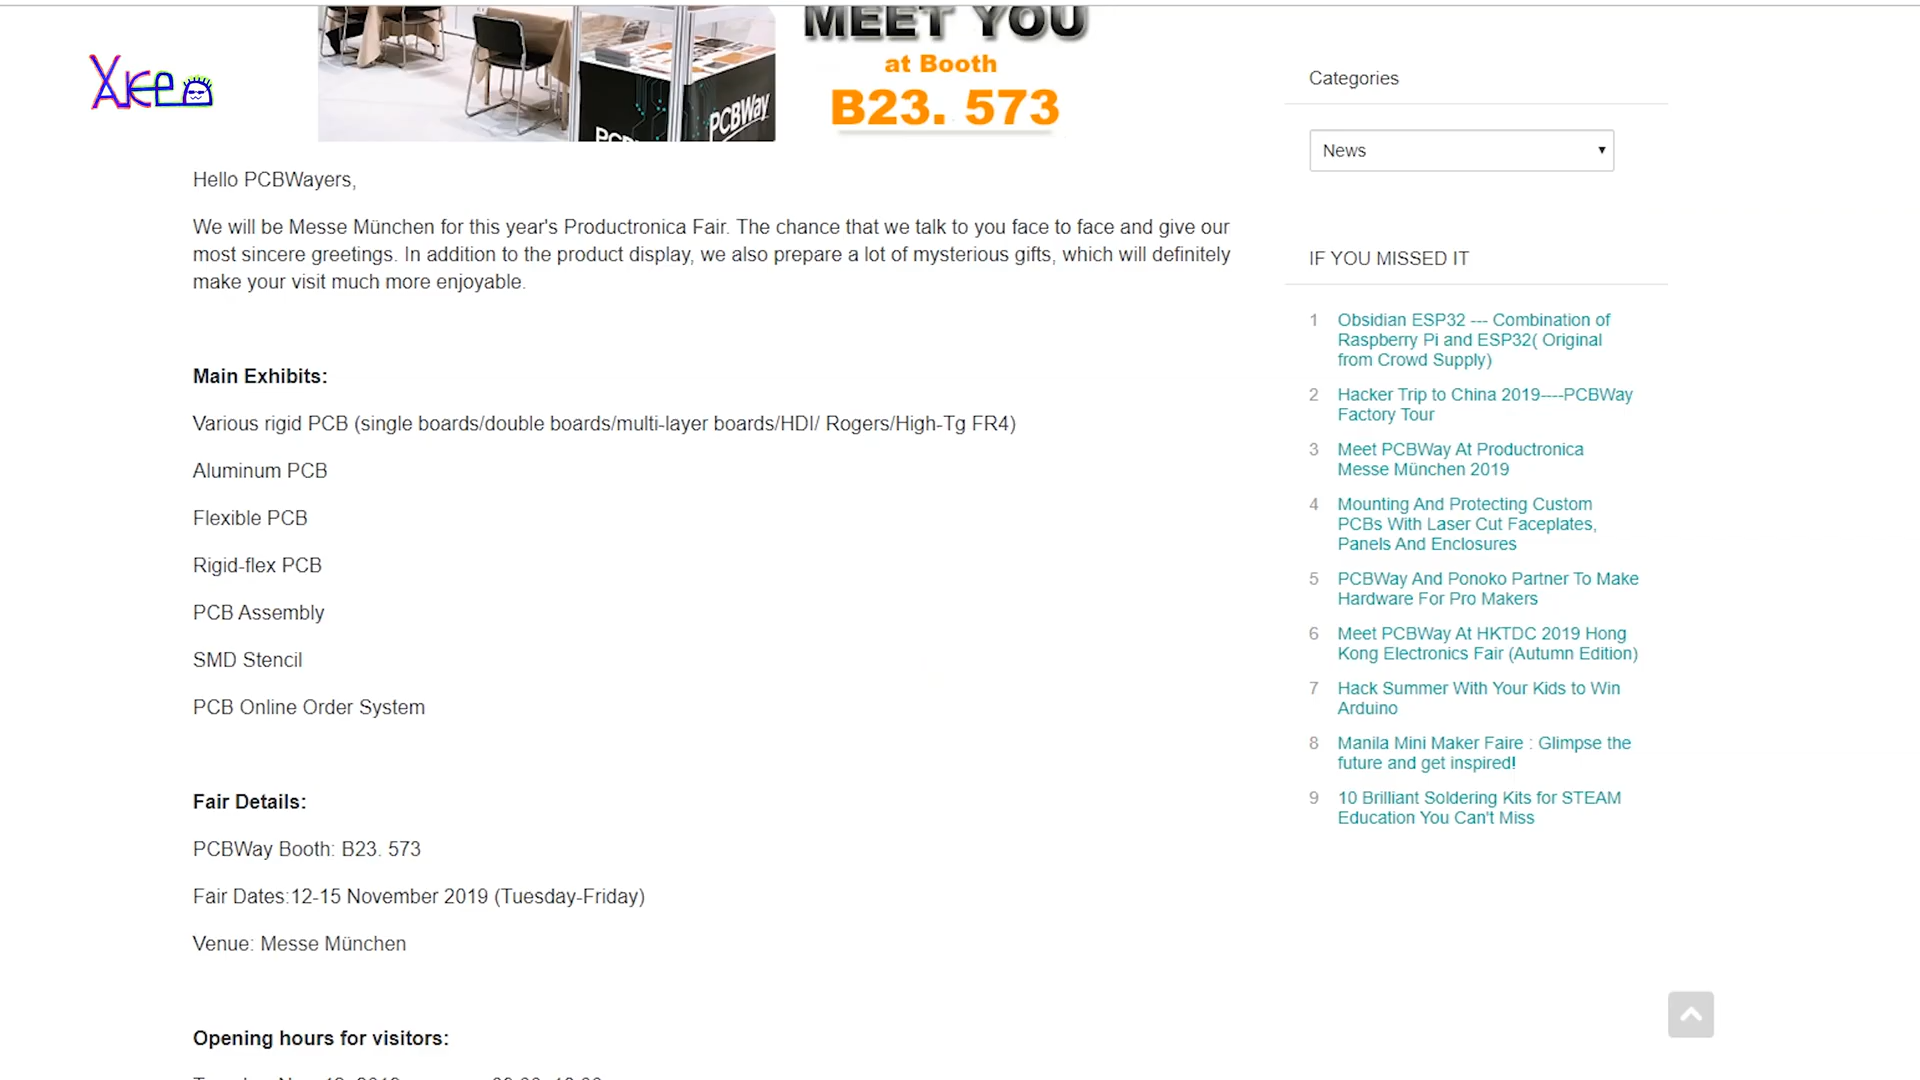 MEET YOU
at Booth
B23. 573
PCBWay
Hello PCBWayers,
We will be Messe München for this year's Productronica Fair. The chance that we talk to you face to face and give our
most sincere greetings. In addition to the product display, we also prepare a lot of mysterious gifts, which will definitely
make your visit much more enjoyable.
Main Exhibits:
Various rigid PCB (single boards/double boards/multi-layer boards/HDI/ Rogers/High-Tg FR4)
Aluminum PCB
Flexible PCB
Rigid-flex PCB
PCB Assembly
SMD Stencil
PCB Online Order System
Fair Details:
PCBWay Booth: B23. 573
Fair Dates:12-15 November 2019 (Tuesday-Friday)
Venue: Messe München
Opening hours for visitors:
Categories
News
IF YOU MISSED IT
1 Obsidian ESP32 --- Combination of
Raspberry Pi and ESP32( Original
from Crowd Supply)
2 Hacker Trip to China 2019----PCBWay
Factory Tour
3 Meet PCBWay At Productronica
Messe München 2019
4 Mounting And Protecting Custom
PCBs With Laser Cut Faceplates,
Panels And Enclosures
5 PCBWay And Ponoko Partner To Make
Hardware For Pro Makers
6 Meet PCBWay At HKTDC 2019 Hong
Kong Electronics Fair (Autumn Edition)
7 Hack Summer With Your Kids to Win
Arduino
8 Manila Mini Maker Faire : Glimpse the
future and get inspired!
9 10 Brilliant Soldering Kits for STEAM
Education You Can't Miss